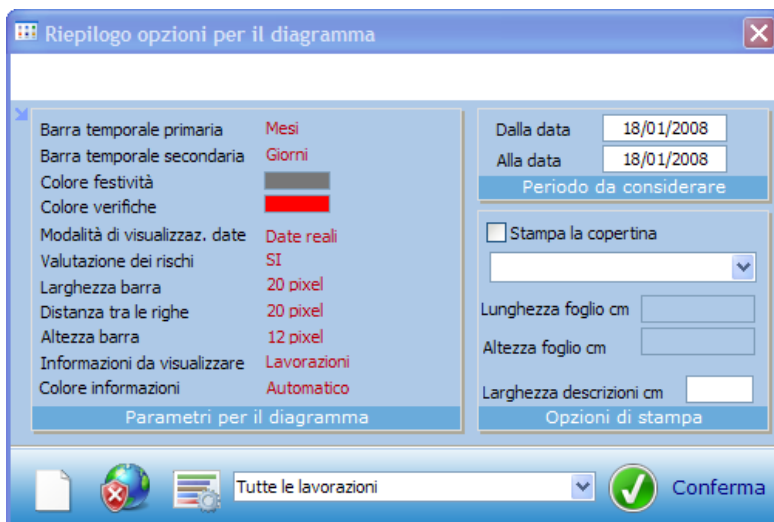 Riepilogo opzioni per il diagramma
Barra temporale primaria Mesi
Barra temporale secondaria Giorni
Colore festività
Colore verifiche
Modalità di visualizzaz. date Date reali
Valutazione dei rischi SI
Larghezza barra 20 pixel
Distanza tra le righe 20 pixel
Altezza barra 12 pixel
Informazioni da visualizzare Lavorazioni
Colore informazioni Automatico
Parametri per il diagramma
Dalla data 18/01/2008
Alla data 18/01/2008
Periodo da considerare
Stampa la copertina
Lunghezza foglio cm
Altezza foglio cm
Larghezza descrizioni cm
Opzioni di stampa
Tutte le lavorazioni
Conferma